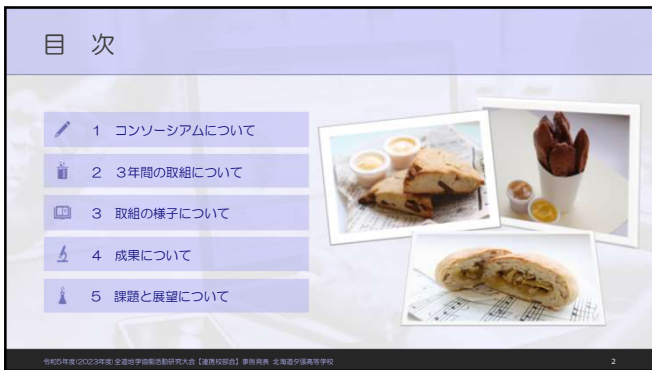 目 次
1 コンソーシアムについて
2 3年間の取組について
3 取組の様子について
4 成果について
5 課題と展望について
令和5年度(2023年度)全道地学協働活動研究大会【連携校部会】事例発表 北海道夕張高等学校
2